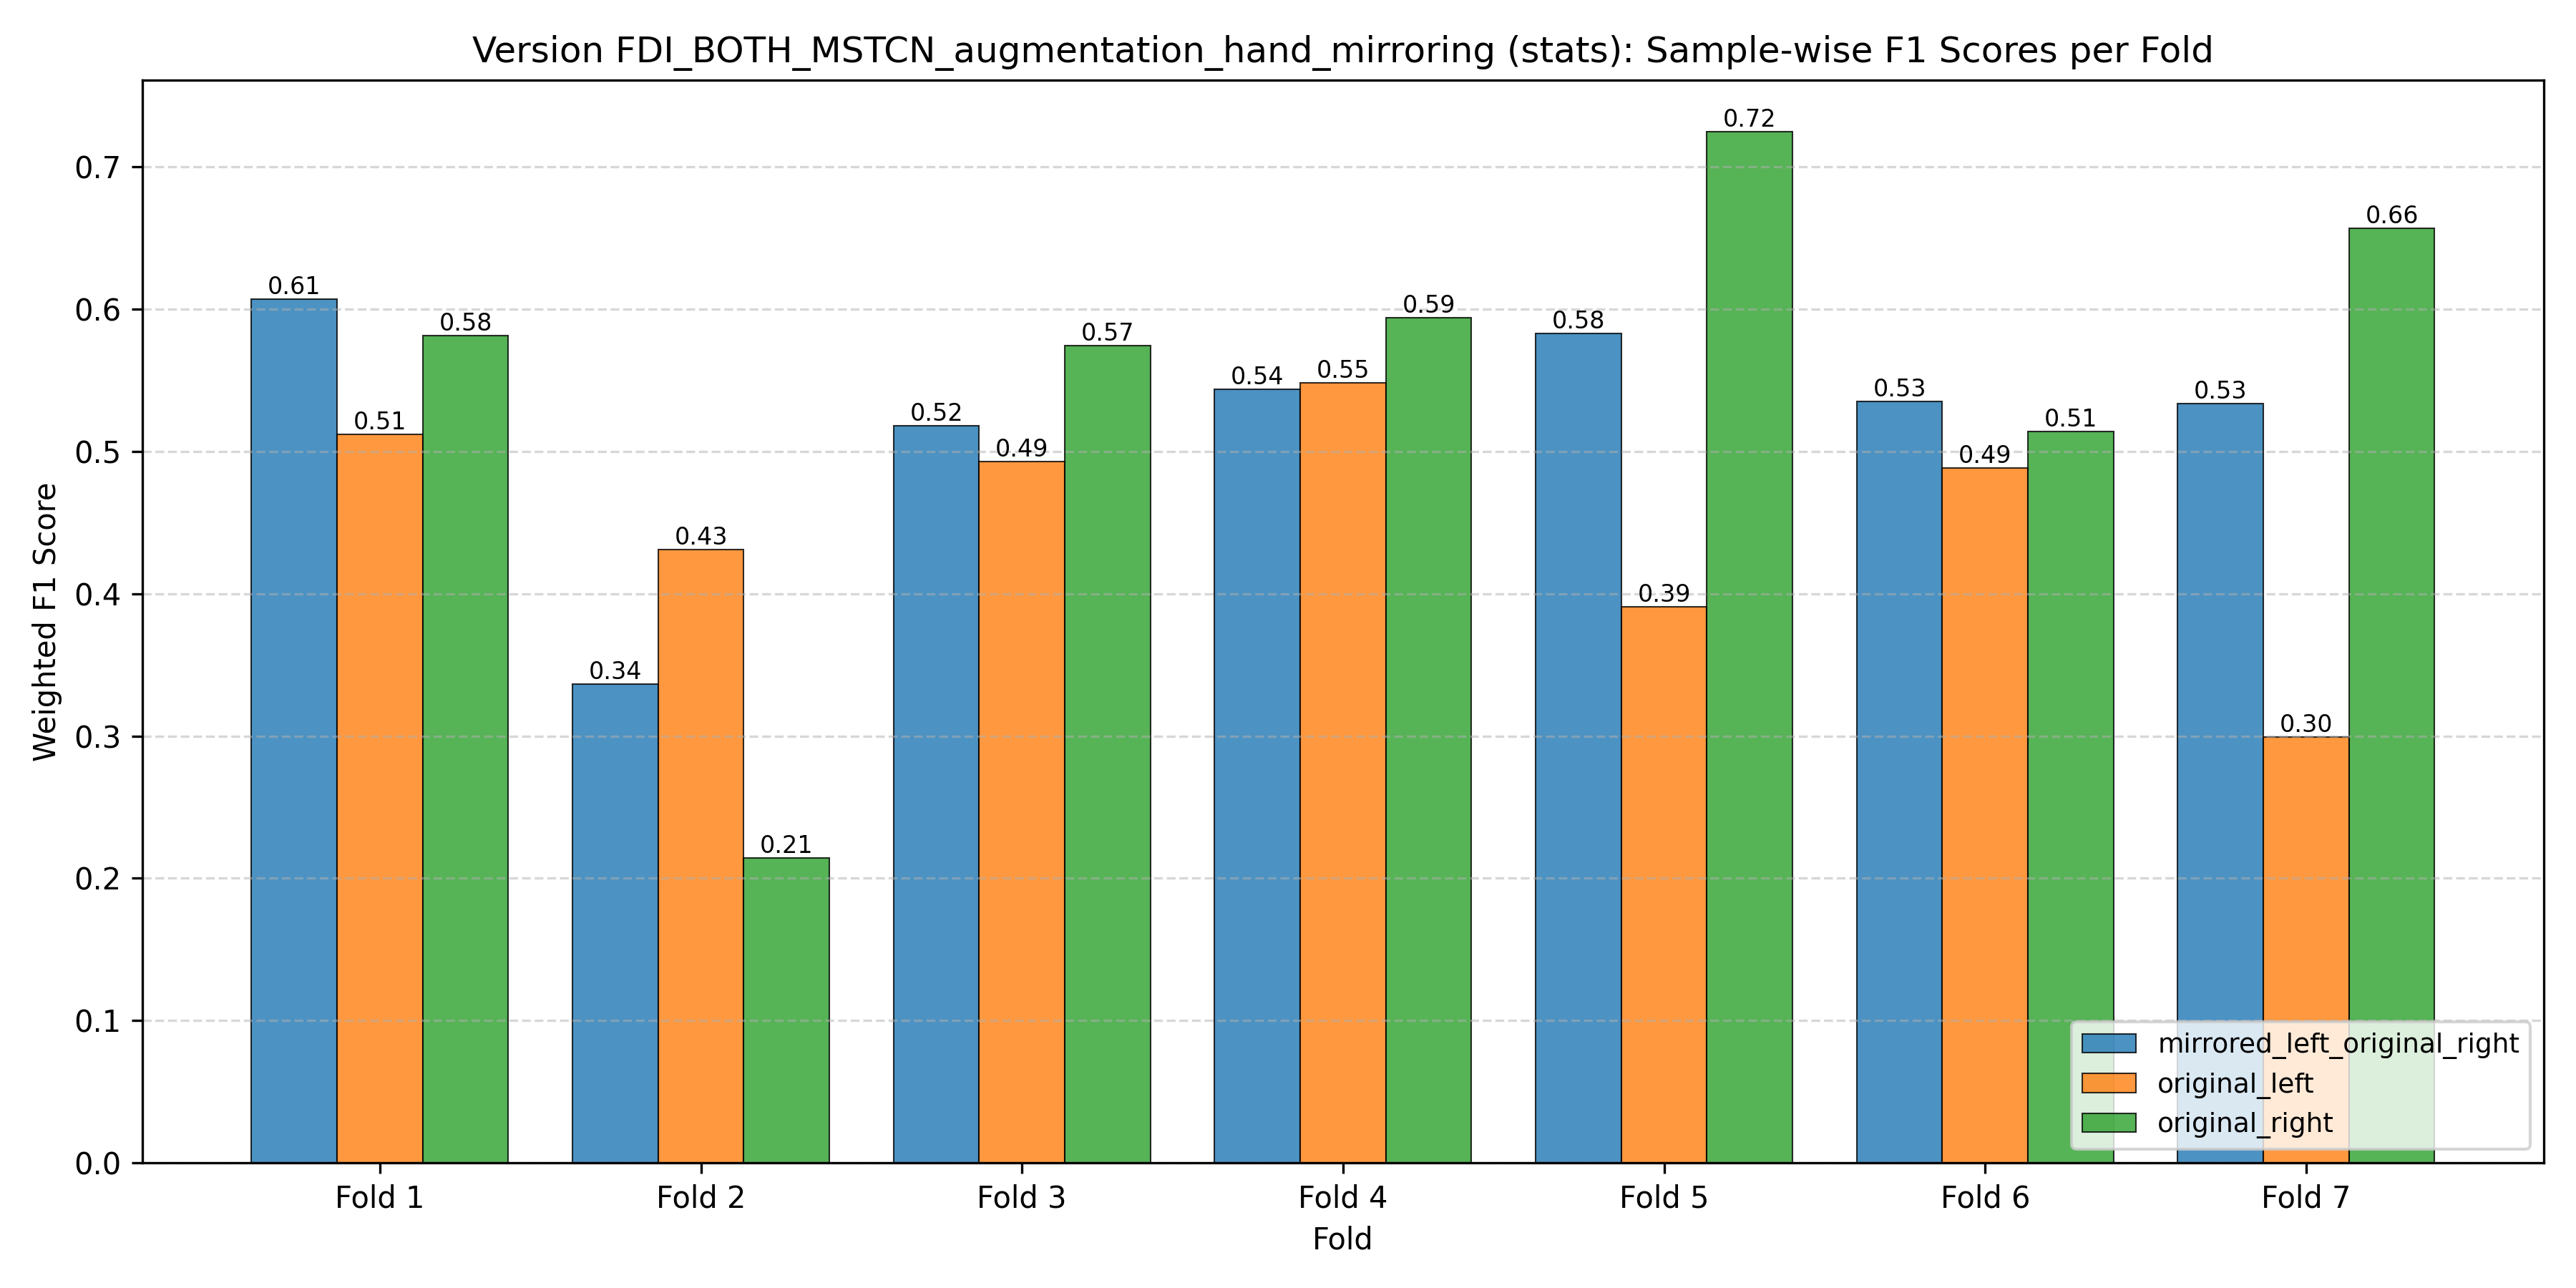 Version FDI_BOTH_MSTCN_augmentation_hand_mirroring (stats): Sample-wise F1 Scores per Fold
Weighted F1 Score
0.7
0.6
0.5
0.4
0.3
0.2
0.1
0.0
0.61
0.51
0.58
0.34
0.43
0.21
0.52
0.49
0.57
0.54
0.55
0.59
0.58
0.39
0.72
0.53
0.49
0.51
0.53
0.30
0.66
mirrored_left_original_right
original_left
original_right
Fold 1
Fold 2
Fold 3
Fold 4
Fold 5
Fold 6
Fold 7
Fold